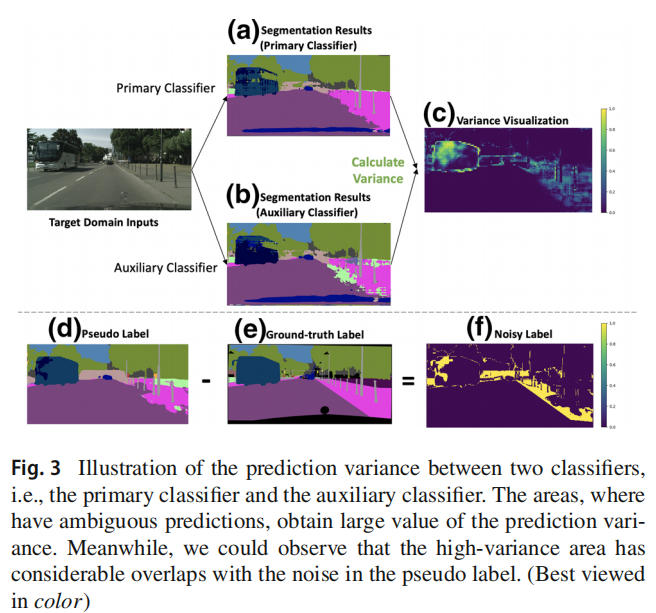 (a) Segmentation Results
(Primary Classifier)
Primary Classifier
(c) Variance Visualization
1.0
0.8
0.6
0.4
0.2
0.0
Calculate
Variance
Target Domain Inputs
(b) Segmentation Results
(Auxiliary Classifier)
Auxiliary Classifier
(d) Pseudo Label
-
(e) Ground-truth Label
=
(f) Noisy Label
1.0
0.8
0.6
0.4
0.2
0.0
Fig. 3 Illustration of the prediction variance between two classifiers,
i.e., the primary classifier and the auxiliary classifier. The areas, where
have ambiguous predictions, obtain large value of the prediction vari-
ance. Meanwhile, we could observe that the high-variance area has
considerable overlaps with the noise in the pseudo label. (Best viewed
in color)